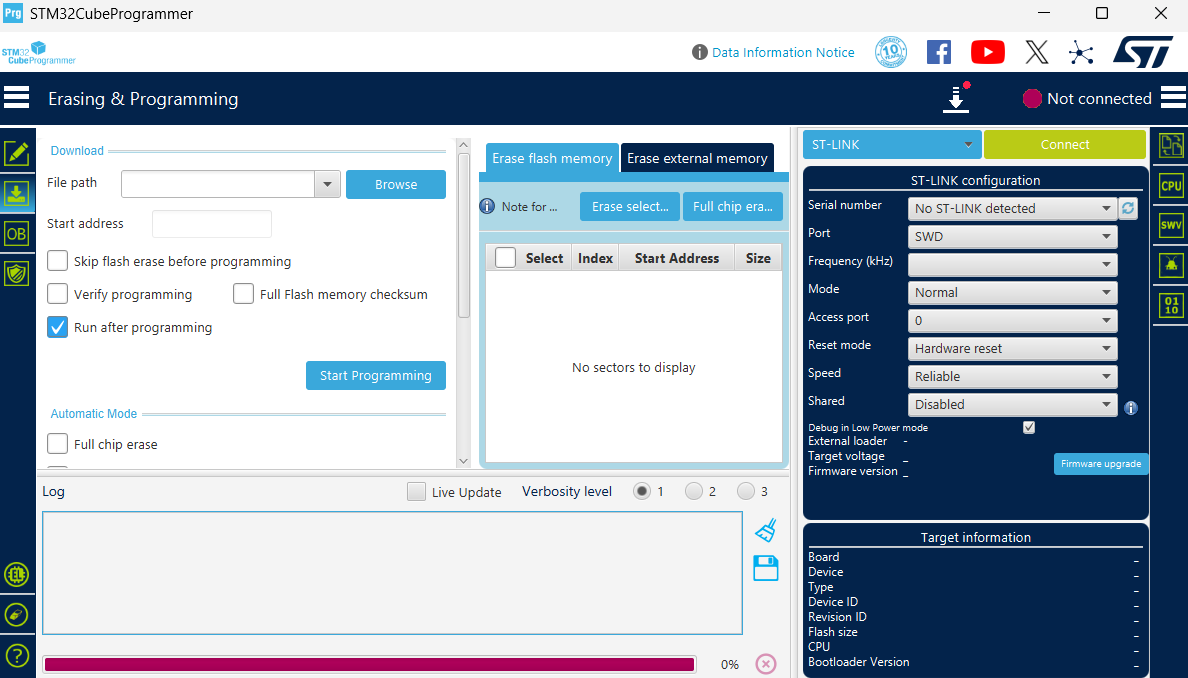 Prg STM32CubeProgrammer
STM32
CubeProgrammer
Data Information Notice
10
Erasing & Programming
Not connected
Download
File path
Browse
Start address
Skip flash erase before programming
Verify programming
Full Flash memory checksum
Run after programming
Start Programming
Automatic Mode
Full chip erase
OB
Erase flash memory
Erase external memory
Note for ...
Erase select...
Full chip era...
Select Index Start Address Size
No sectors to display
Log
Live Update
Verbosity level
1
2
3
0%
EL
?
ST-LINK
Connect
ST-LINK configuration
Serial number No ST-LINK detected
Port SWD
Frequency (kHz)
Mode Normal
Access port 0
Reset mode Hardware reset
Speed Reliable
Shared Disabled
Debug in Low Power mode
External loader -
Target voltage _
Firmware version _
Firmware upgrade
Target information
Board _
Device _
Type _
Device ID _
Revision ID _
Flash size _
CPU _
Bootloader Version _
CPU
SWV
01
10